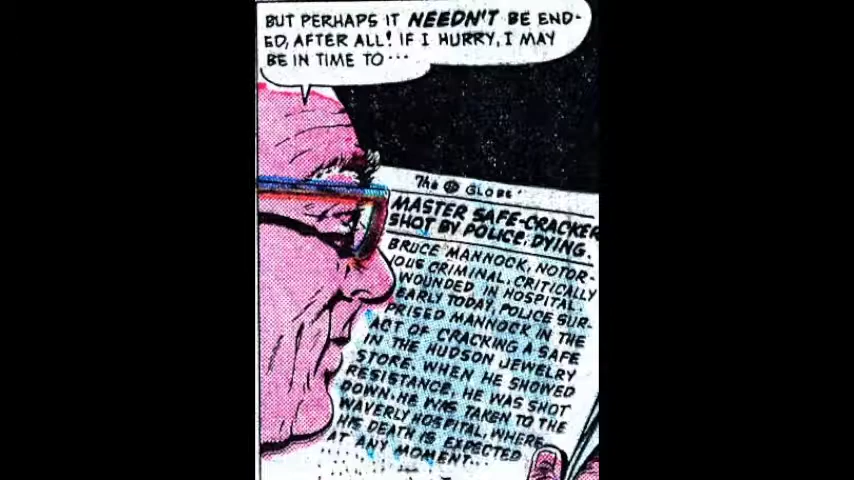 BUT PERHAPS IT NEEDN'T BE END-
ED, AFTER ALL! IF I HURRY, I MAY
BE IN TIME TO...
The GLOBE
MASTER SAFE-CRACKER
SHOT BY POLICE, DYING.
BRUCE MANNOCK, NOTOR-
IOUS CRIMINAL, CRITICALLY
WOUNDED IN HOSPITAL.
EARLY TODAY, POLICE SUR-
PRISED MANNOCK IN THE
ACT OF CRACKING A SAFE
IN THE HUDSON JEWELRY
STORE. WHEN HE SHOWED
RESISTANCE, HE WAS SHOT
DOWN. HE WAS TAKEN TO THE
WAVERLY HOSPITAL, WHERE
HIS DEATH IS EXPECTED
AT ANY MOMENT...